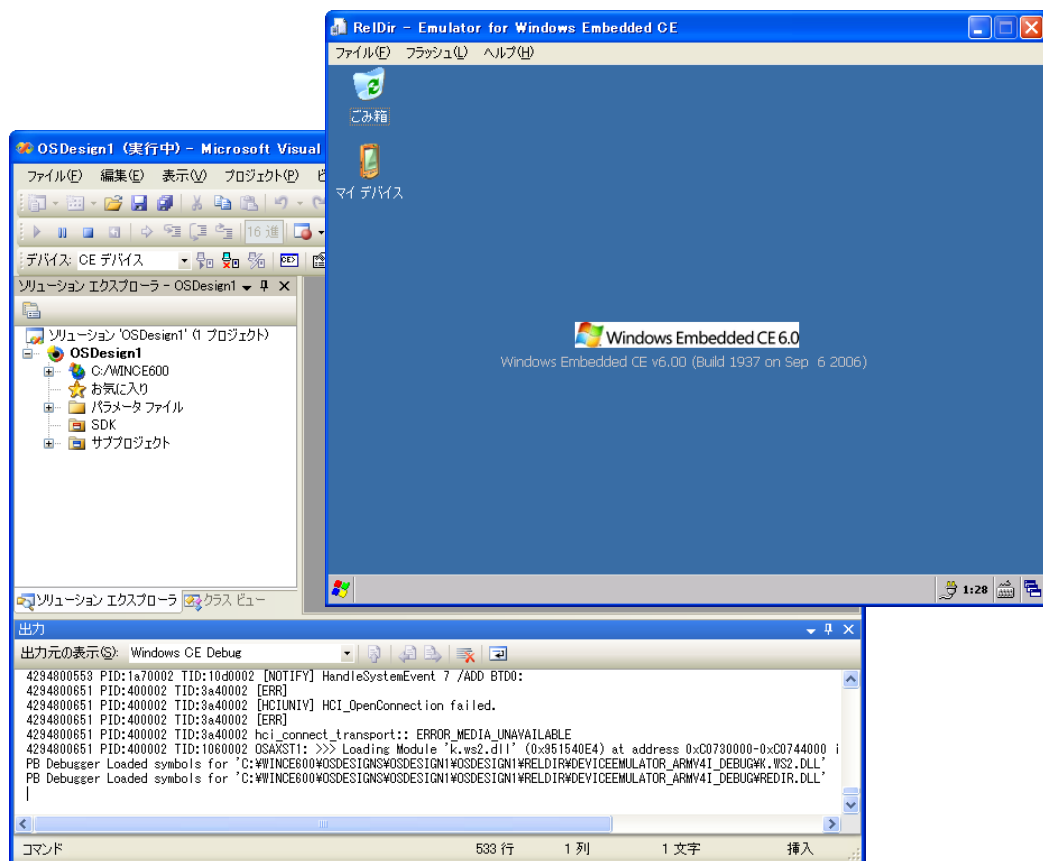 RelDir - Emulator for Windows Embedded CE
ファイル(F) フラッシュ(L) ヘルプ(H)
ごみ箱
マイ デバイス
Windows Embedded CE 6.0
Windows Embedded CE v6.00 (Build 1937 on Sep 6 2006)
1:28
OSDesign1 (実行中) - Microsoft Visual
ファイル(F) 編集(E) 表示(V) プロジェクト(P) ビ
16 進
デバイス: CE デバイス
ソリューション エクスプローラ - OSDesign1
ソリューション 'OSDesign1' (1 プロジェクト)
OSDesign1
C:/WINCE600
お気に入り
パラメータ ファイル
SDK
サブプロジェクト
ソリューション エクスプローラ クラス ビュー
出力
出力元の表示(S): Windows CE Debug
4294800553 PID:1a70002 TID:10d0002 [NOTIFY] HandleSystemEvent 7 /ADD BTD0:
4294800651 PID:400002 TID:3a40002 [ERR]
4294800651 PID:400002 TID:3a40002 [HCIUNIV] HCI_OpenConnection failed.
4294800651 PID:400002 TID:3a40002 [ERR]
4294800651 PID:400002 TID:3a40002 hci_connect_transport:: ERROR_MEDIA_UNAVAILABLE
4294800651 PID:400002 TID:1060002 OSAXST1: >>> Loading Module 'k.ws2.dll' (0x951540E4) at address 0xC0730000-0xC0744000 i
PB Debugger Loaded symbols for 'C:¥WINCE600¥OSDESIGNS¥OSDESIGN1¥OSDESIGN1¥RELDIR¥DEVICEEMULATOR_ARMV4I_DEBUG¥K.WS2.DLL'
PB Debugger Loaded symbols for 'C:¥WINCE600¥OSDESIGNS¥OSDESIGN1¥OSDESIGN1¥RELDIR¥DEVICEEMULATOR_ARMV4I_DEBUG¥REDIR.DLL'
コマンド 533 行 1 列 1 文字 挿入